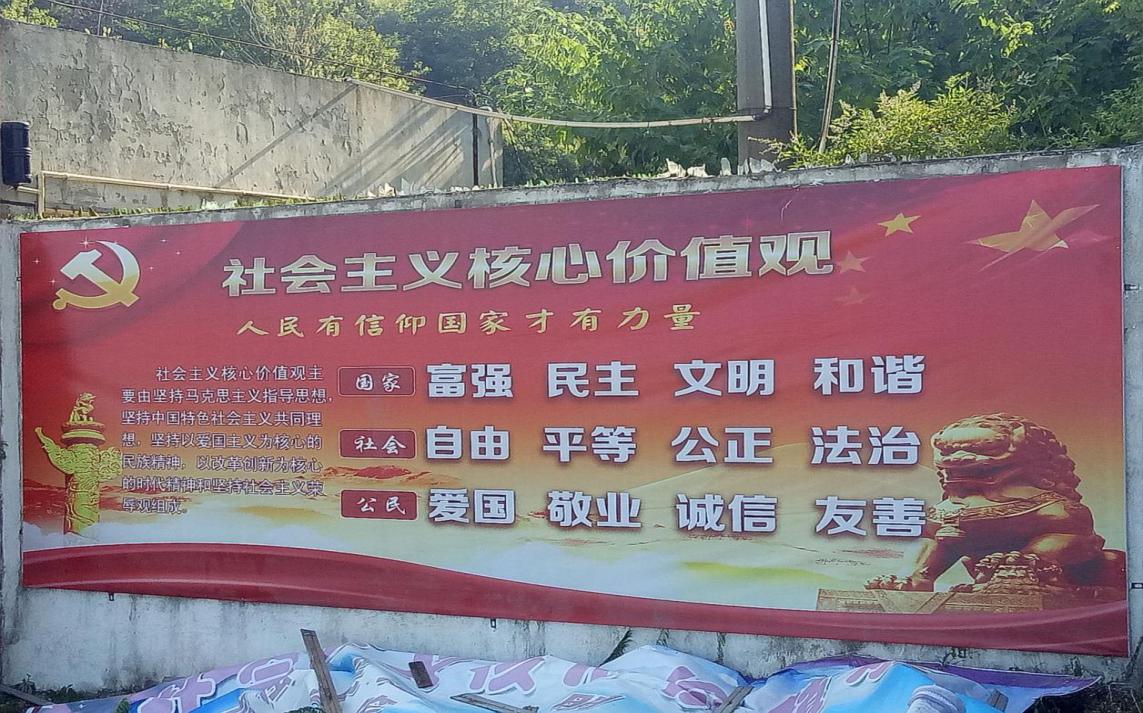 社会主义核心价值观
人民有信仰国家才有力量
社会主义核心价值观主
要由坚持马克思主义指导思想,
坚持中国特色社会主义共同理
想, 坚持以爱国主义为核心的
民族精神, 以改革创新为核心
的时代精神和坚持社会主义荣
辱观组成。
国家 富强 民主 文明 和谐
社会 自由 平等 公正 法治
公民 爱国 敬业 诚信 友善